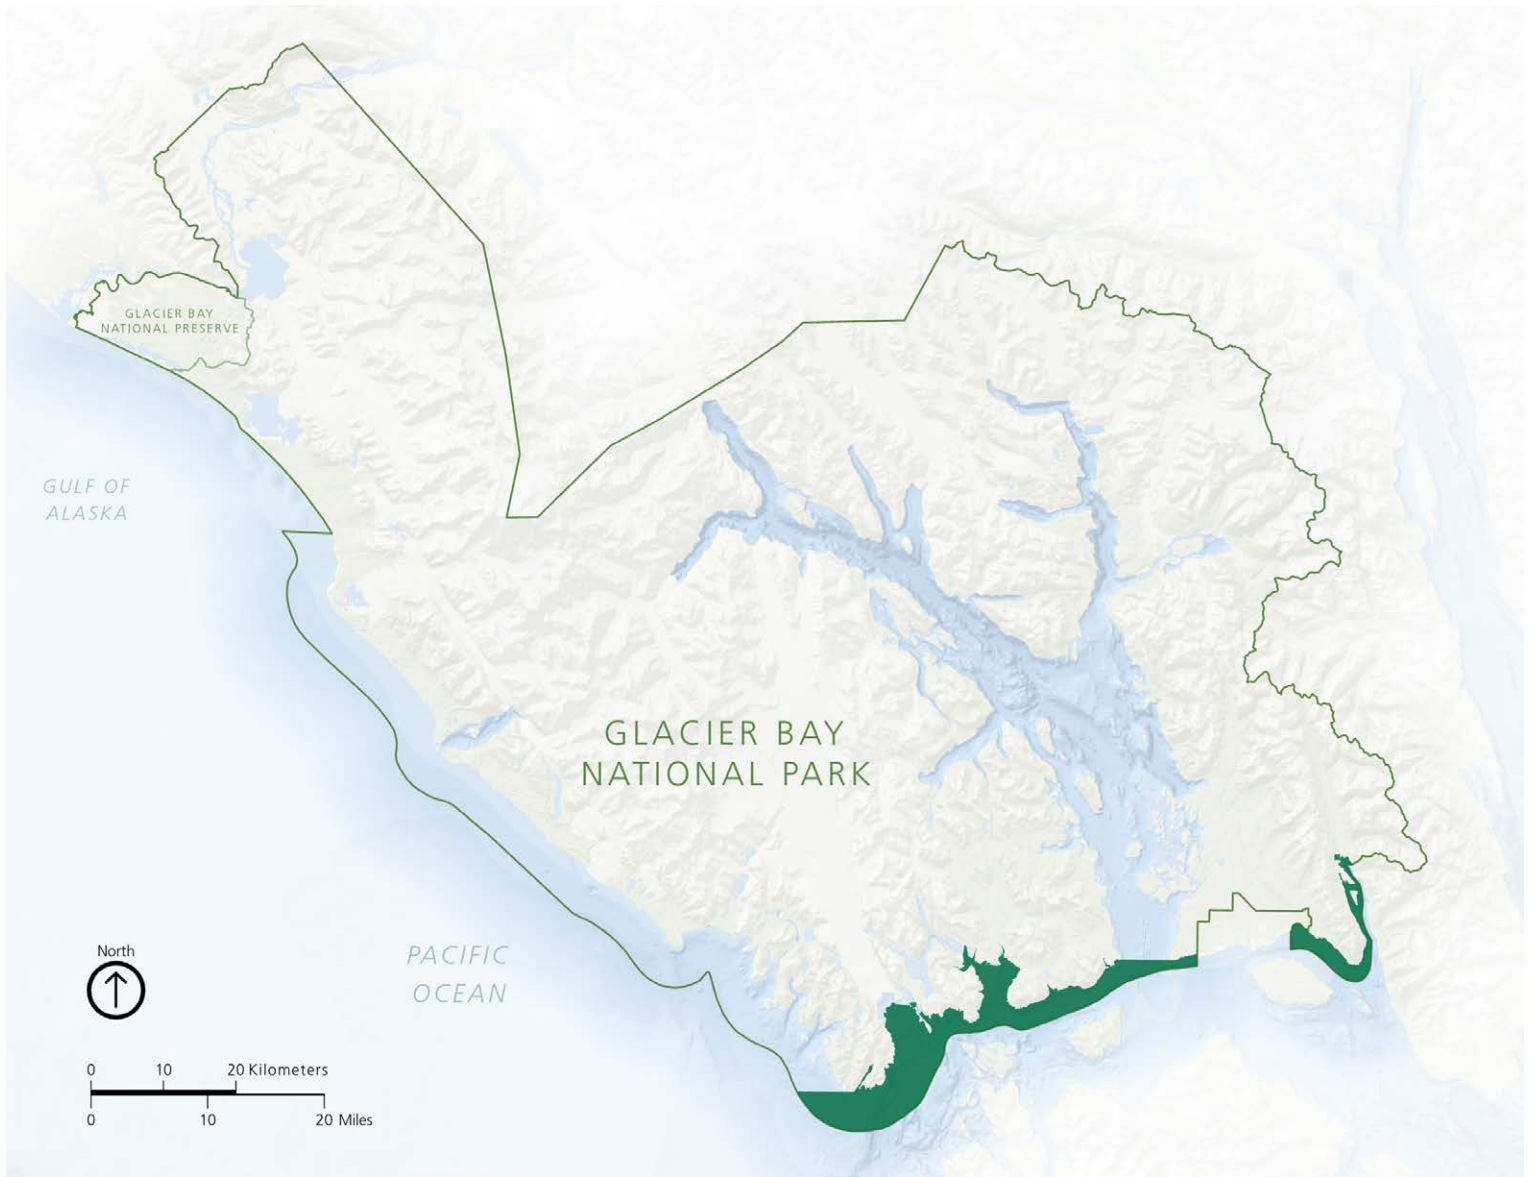 GLACIER BAY
NATIONAL PRESERVE
GULF OF
ALASKA
GLACIER BAY
NATIONAL PARK
PACIFIC
OCEAN
North
0 10 20 Kilometers
0 10 20 Miles